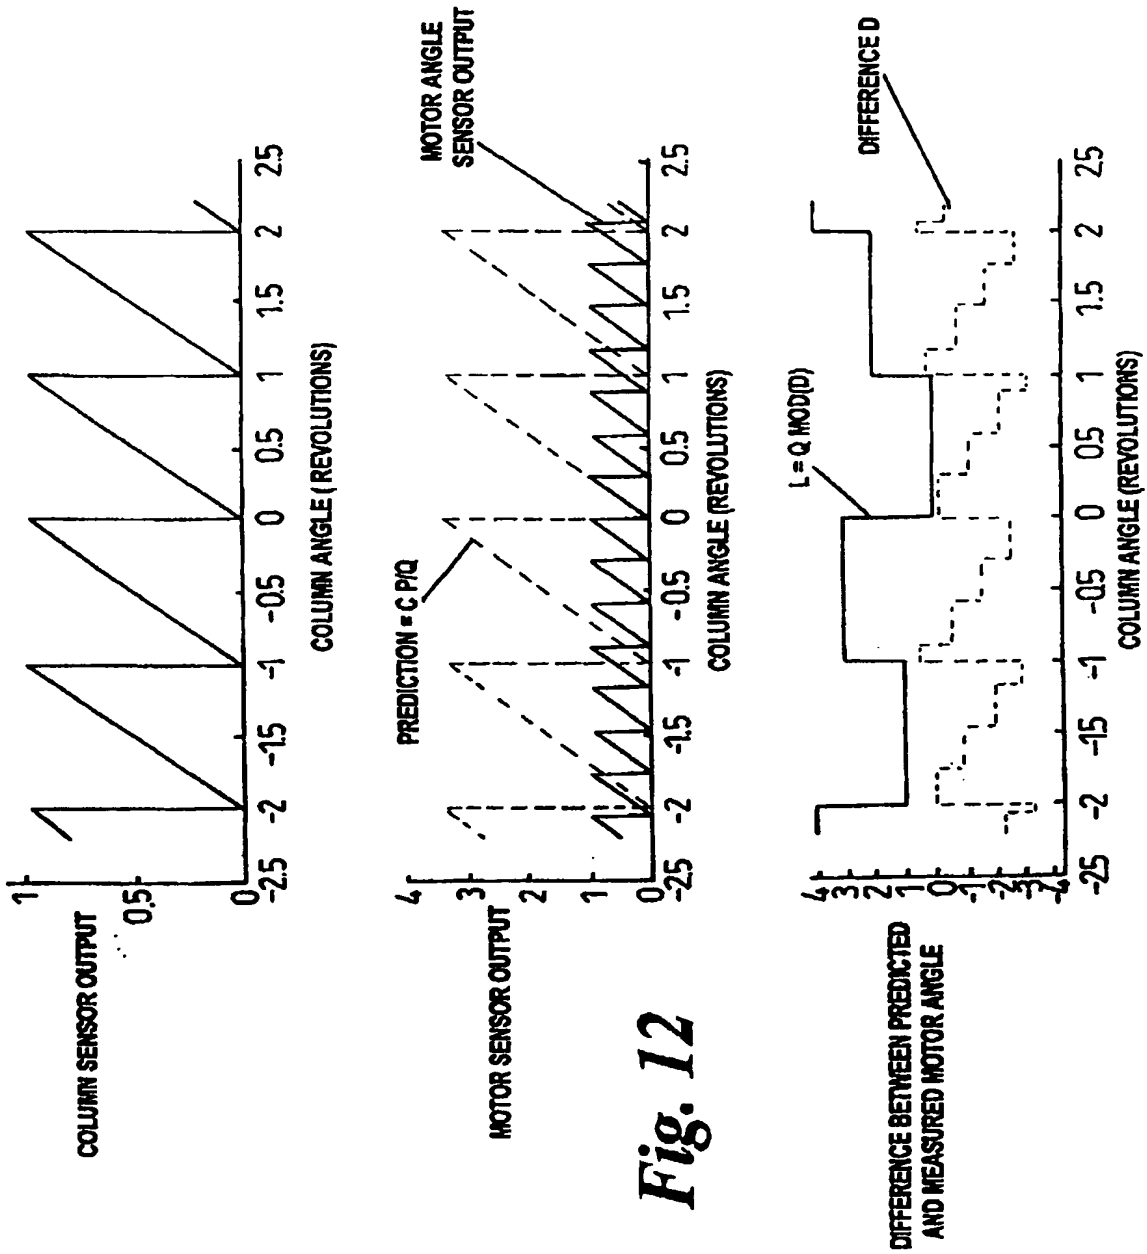 COLUMN SENSOR OUTPUT
1
0.5
0
-2.5 -2 -1.5 -1 -0.5 0 0.5 1 1.5 2 2.5
COLUMN ANGLE (REVOLUTIONS)
MOTOR SENSOR OUTPUT
4
3
2
1
0
PREDICTION = C P/Q
MOTOR ANGLE
SENSOR OUTPUT
-2.5 -2 -1.5 -1 -0.5 0 0.5 1 1.5 2 2.5
COLUMN ANGLE (REVOLUTIONS)
Fig. 12
DIFFERENCE BETWEEN PREDICTED
AND MEASURED MOTOR ANGLE
4
3
2
1
0
-1
-2
-3
-4
L = Q MOD(D)
DIFFERENCE D
-2.5 -2 -1.5 -1 -0.5 0 0.5 1 1.5 2 2.5
COLUMN ANGLE (REVOLUTIONS)